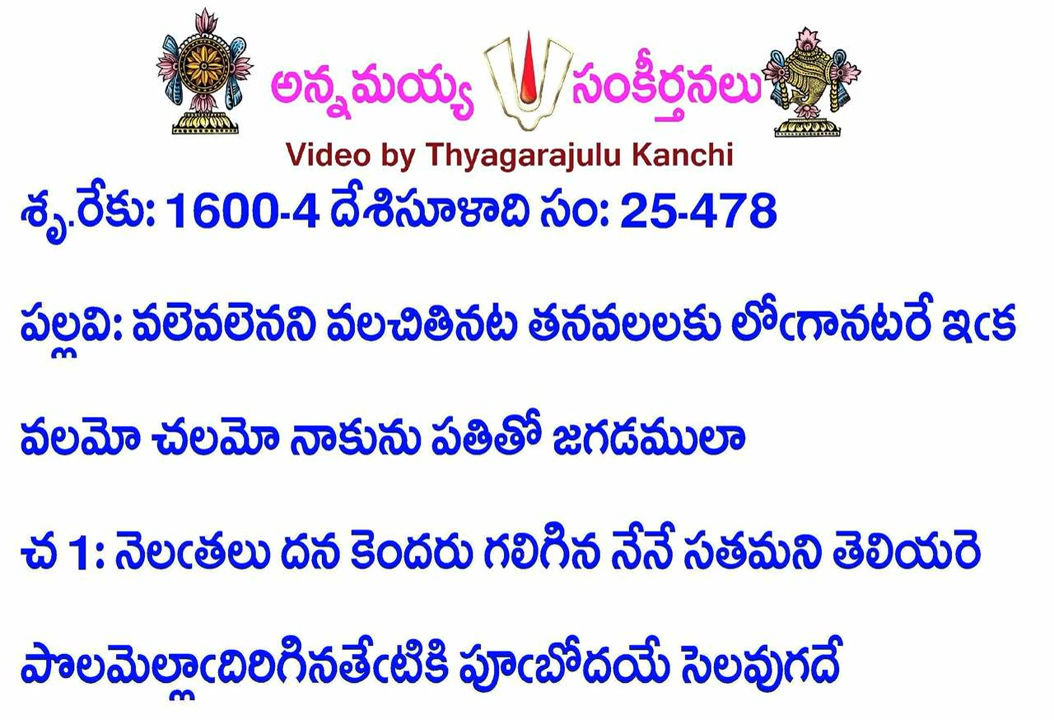 అన్నమయ్య సంకీర్తనలు
Video by Thyagarajulu Kanchi
శృ.రేకు: 1600-4 దేశిసూళాది సం: 25-478
పల్లవి: వలెవలెనని వలచితినట తనవలలకు లోఁగానటరే ఇఁక
వలమో చలమో నాకును పతితో జగడములా
చ 1: నెలఁతలు దన కెందరు గలిగిన నేనే సతమని తెలియరె
పొలమెల్లాఁదిరిగినతేఁటికి పూఁబోదయే సెలవుగదే